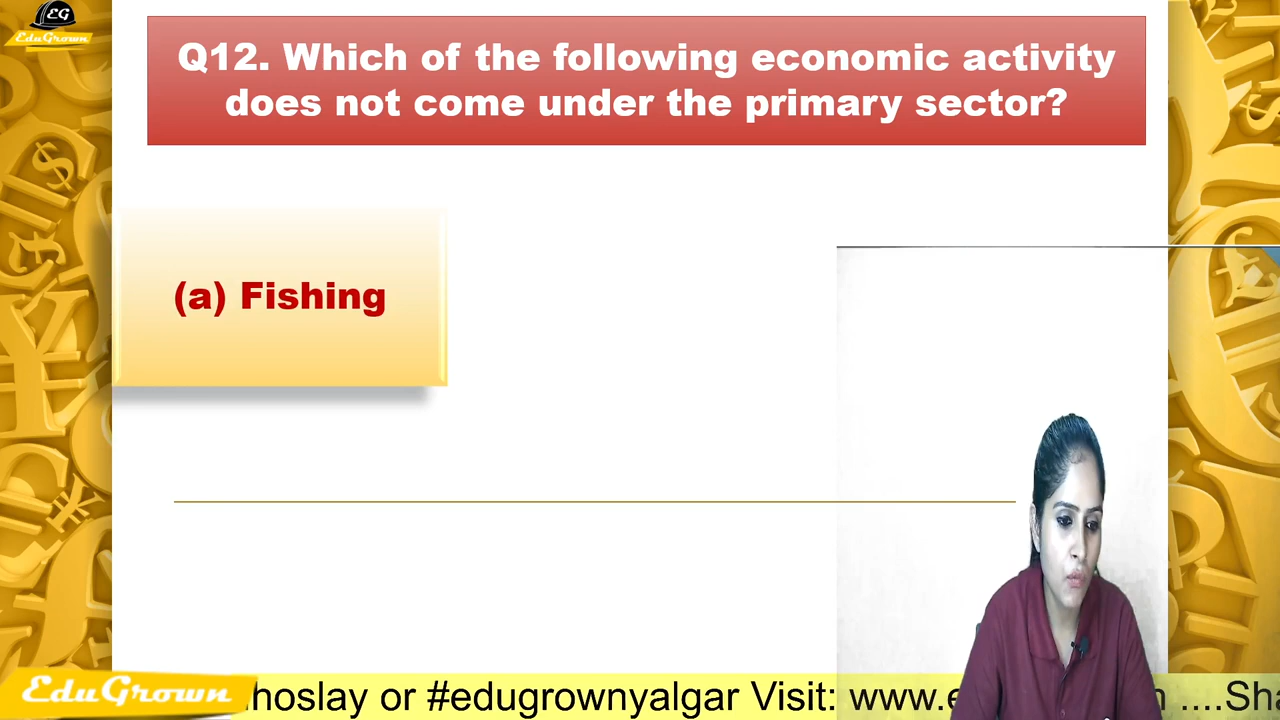 EG
EduGrown
Q12. Which of the following economic activity
does not come under the primary sector?
(a) Fishing
EduGrown
hoslay or #edugrownyalgar Visit: www.e ....Sha